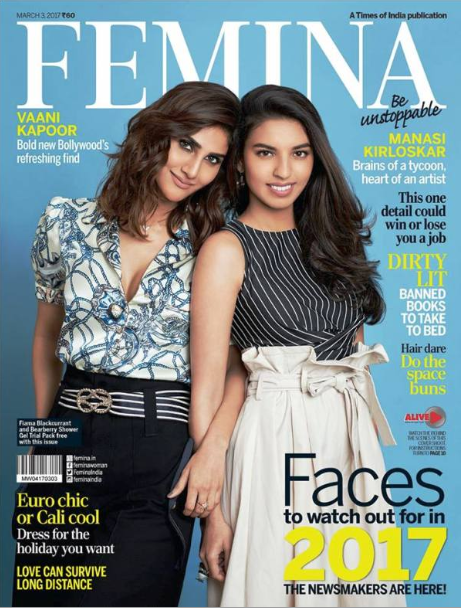 MARCH 3, 2017 ₹60
A Times of India publication
FEMINA
Be
unstoppable
VAANI
KAPOOR
Bold new Bollywood's
refreshing find
MANASI
KIRLOSKAR
Brains of a tycoon,
heart of an artist
This one
detail could
win or lose
you a job
DIRTY
LIT
BANNED
BOOKS
TO TAKE
TO BED
Hair dare
Do the
space
buns
ALIVE
Fiama Blackcurrant
and Bearberry Shower
Gel Trial Pack free
with this issue
femina.in
feminawoman
FeminaIndia
feminaindia
MW04170303
Euro chic
or Cali cool
Dress for the
holiday you want
LOVE CAN SURVIVE
LONG DISTANCE
Faces
to watch out for in
2017
THE NEWSMAKERS ARE HERE!